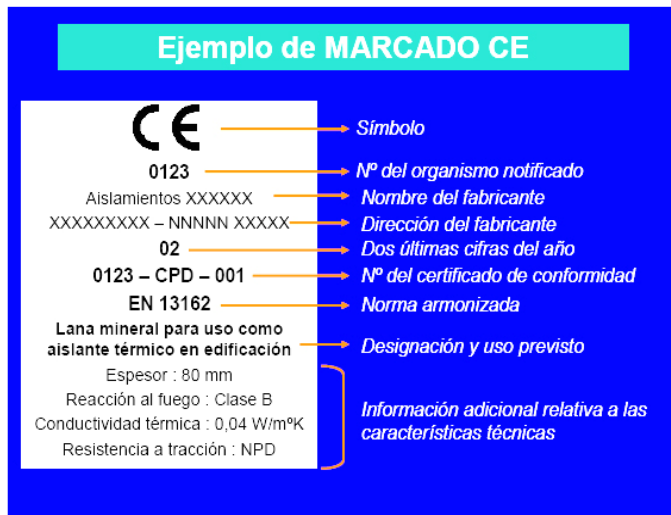 Ejemplo de MARCADO CE
CE
Símbolo
0123
Nº del organismo notificado
Aislamientos XXXXXX
Nombre del fabricante
XXXXXXXXX – NNNNN XXXXX
Dirección del fabricante
02
Dos últimas cifras del año
0123 – CPD – 001
Nº del certificado de conformidad
EN 13162
Norma armonizada
Lana mineral para uso como
aislante térmico en edificación
Designación y uso previsto
Espesor : 80 mm
Reacción al fuego : Clase B
Conductividad térmica : 0,04 W/mºK
Resistencia a tracción : NPD
Información adicional relativa a las
características técnicas